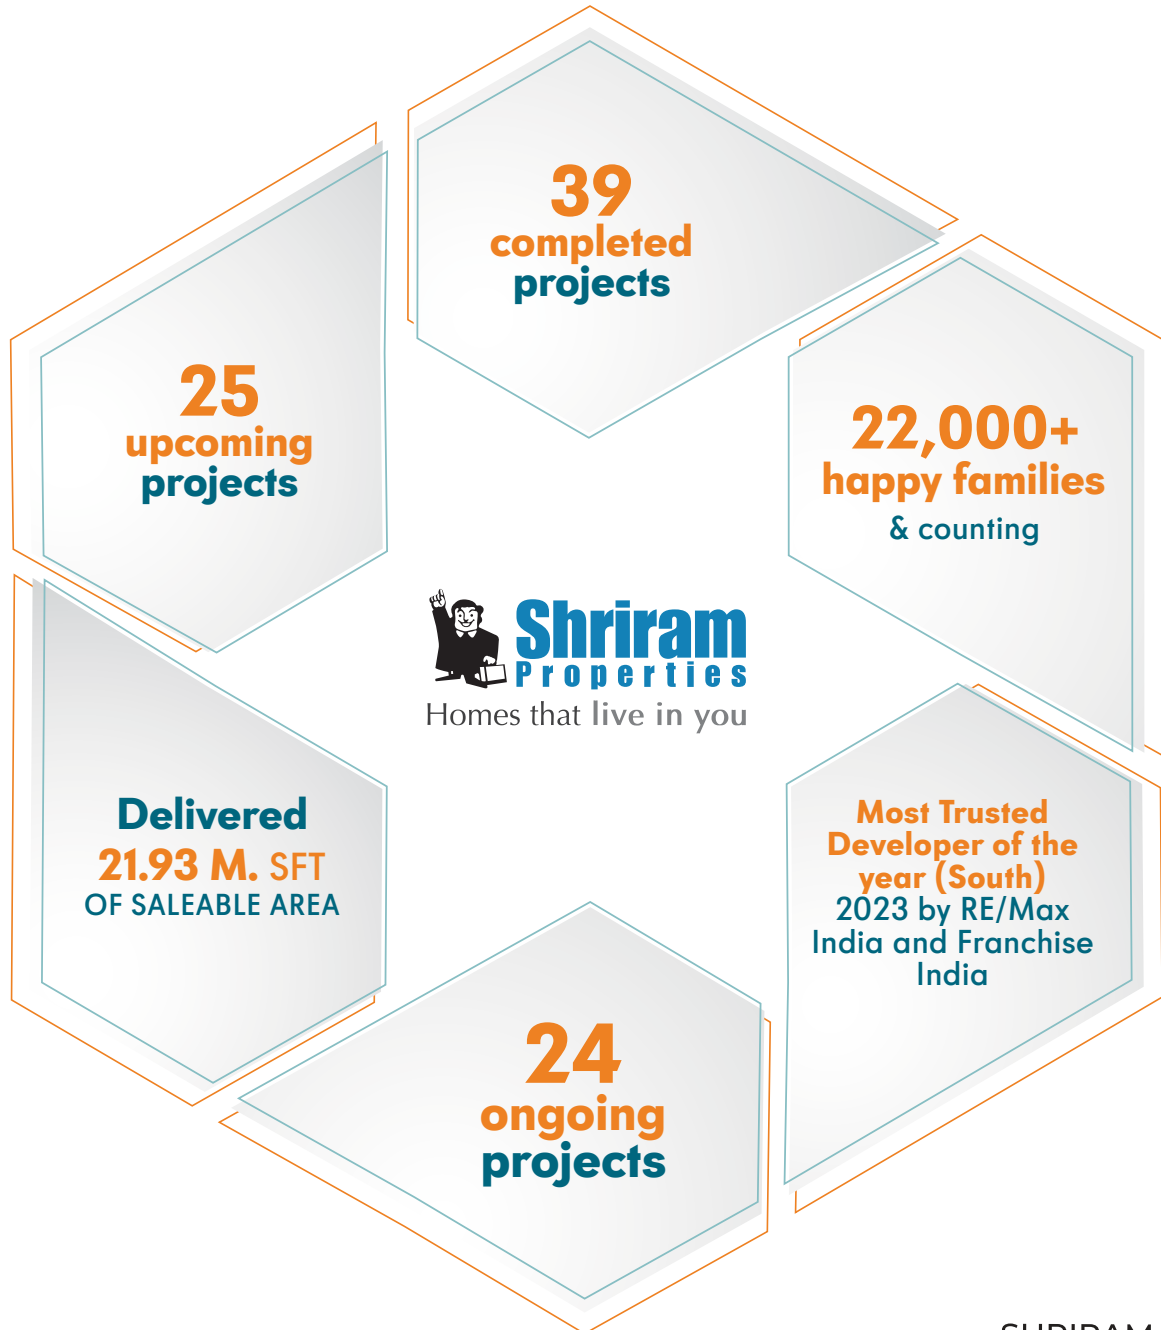 39
completed
projects
25
upcoming
projects
22,000+
happy families
& counting
Shriram
Properties
Homes that live in you
Delivered
21.93 M. SFT
OF SALEABLE AREA
Most Trusted
Developer of the
year (South)
2023 by RE/Max
India and Franchise
India
24
ongoing
projects
SHRIRAM